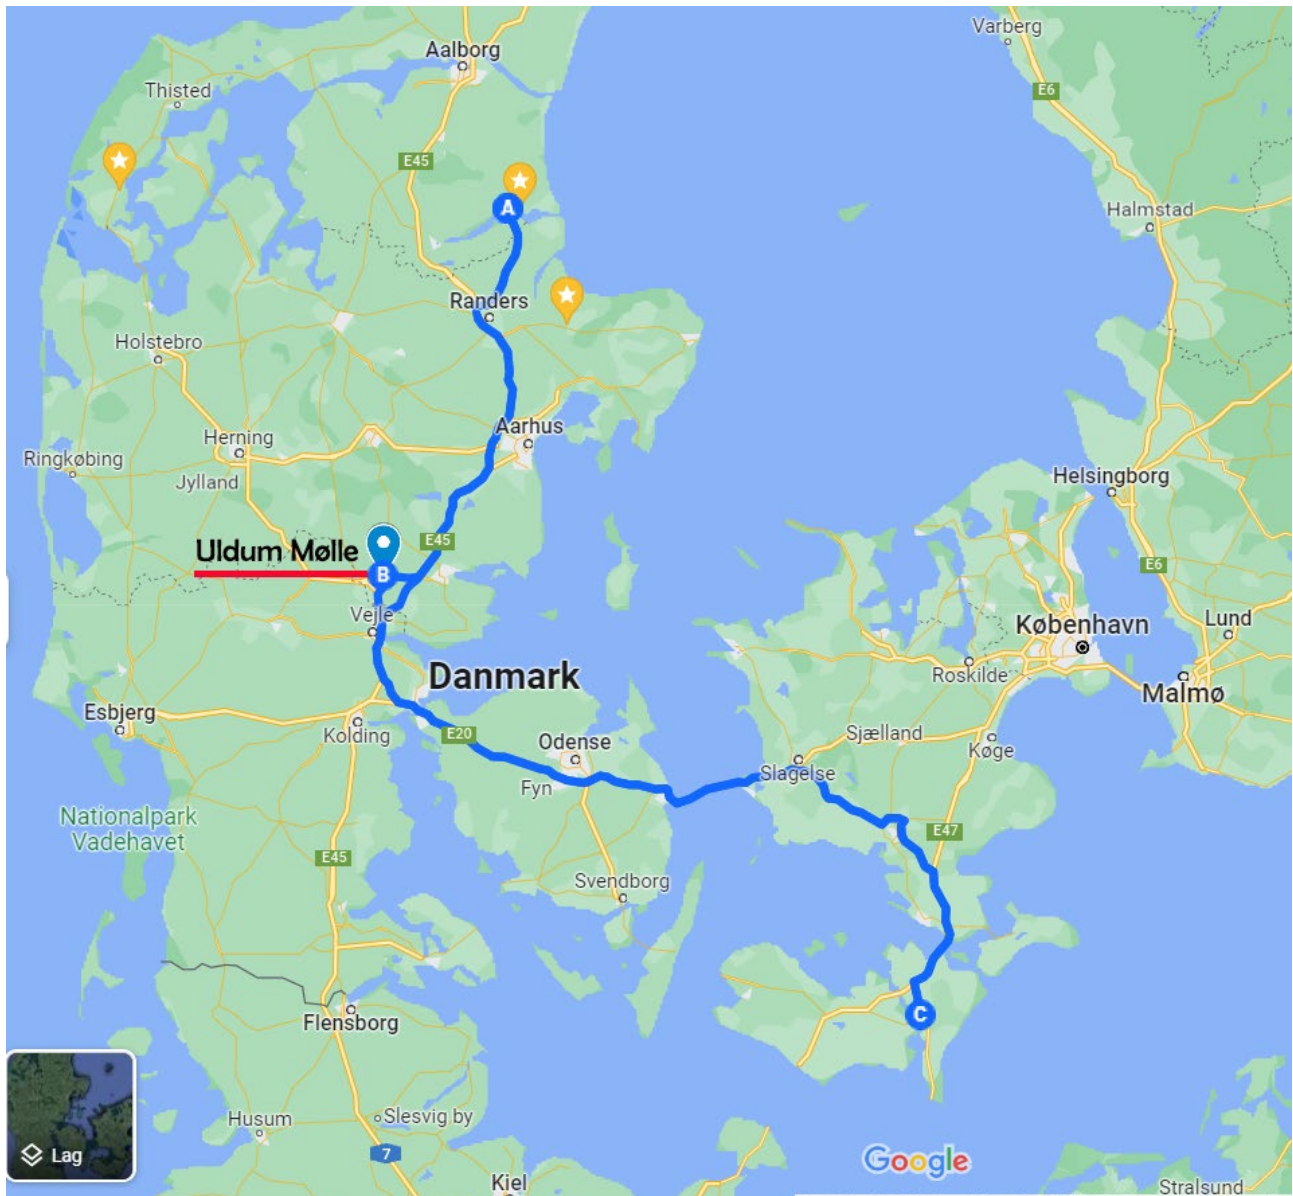 Varberg
Aalborg
Thisted
E6
E45
A
Halmstad
Randers
Holstebro
Aarhus
Herning
Ringkøbing
Jylland
Helsingborg
E45
Uldum Mølle
B
E6
Vejle
København
Lund
Danmark
Roskilde
Malmø
Esbjerg
Kolding
E20
Odense
Sjælland
Køge
Slagelse
Fyn
Nationalpark
Vadehavet
E47
E45
Svendborg
C
Flensborg
Husum
Slesvig by
Lag
7
Google
Kiel
Stralsund